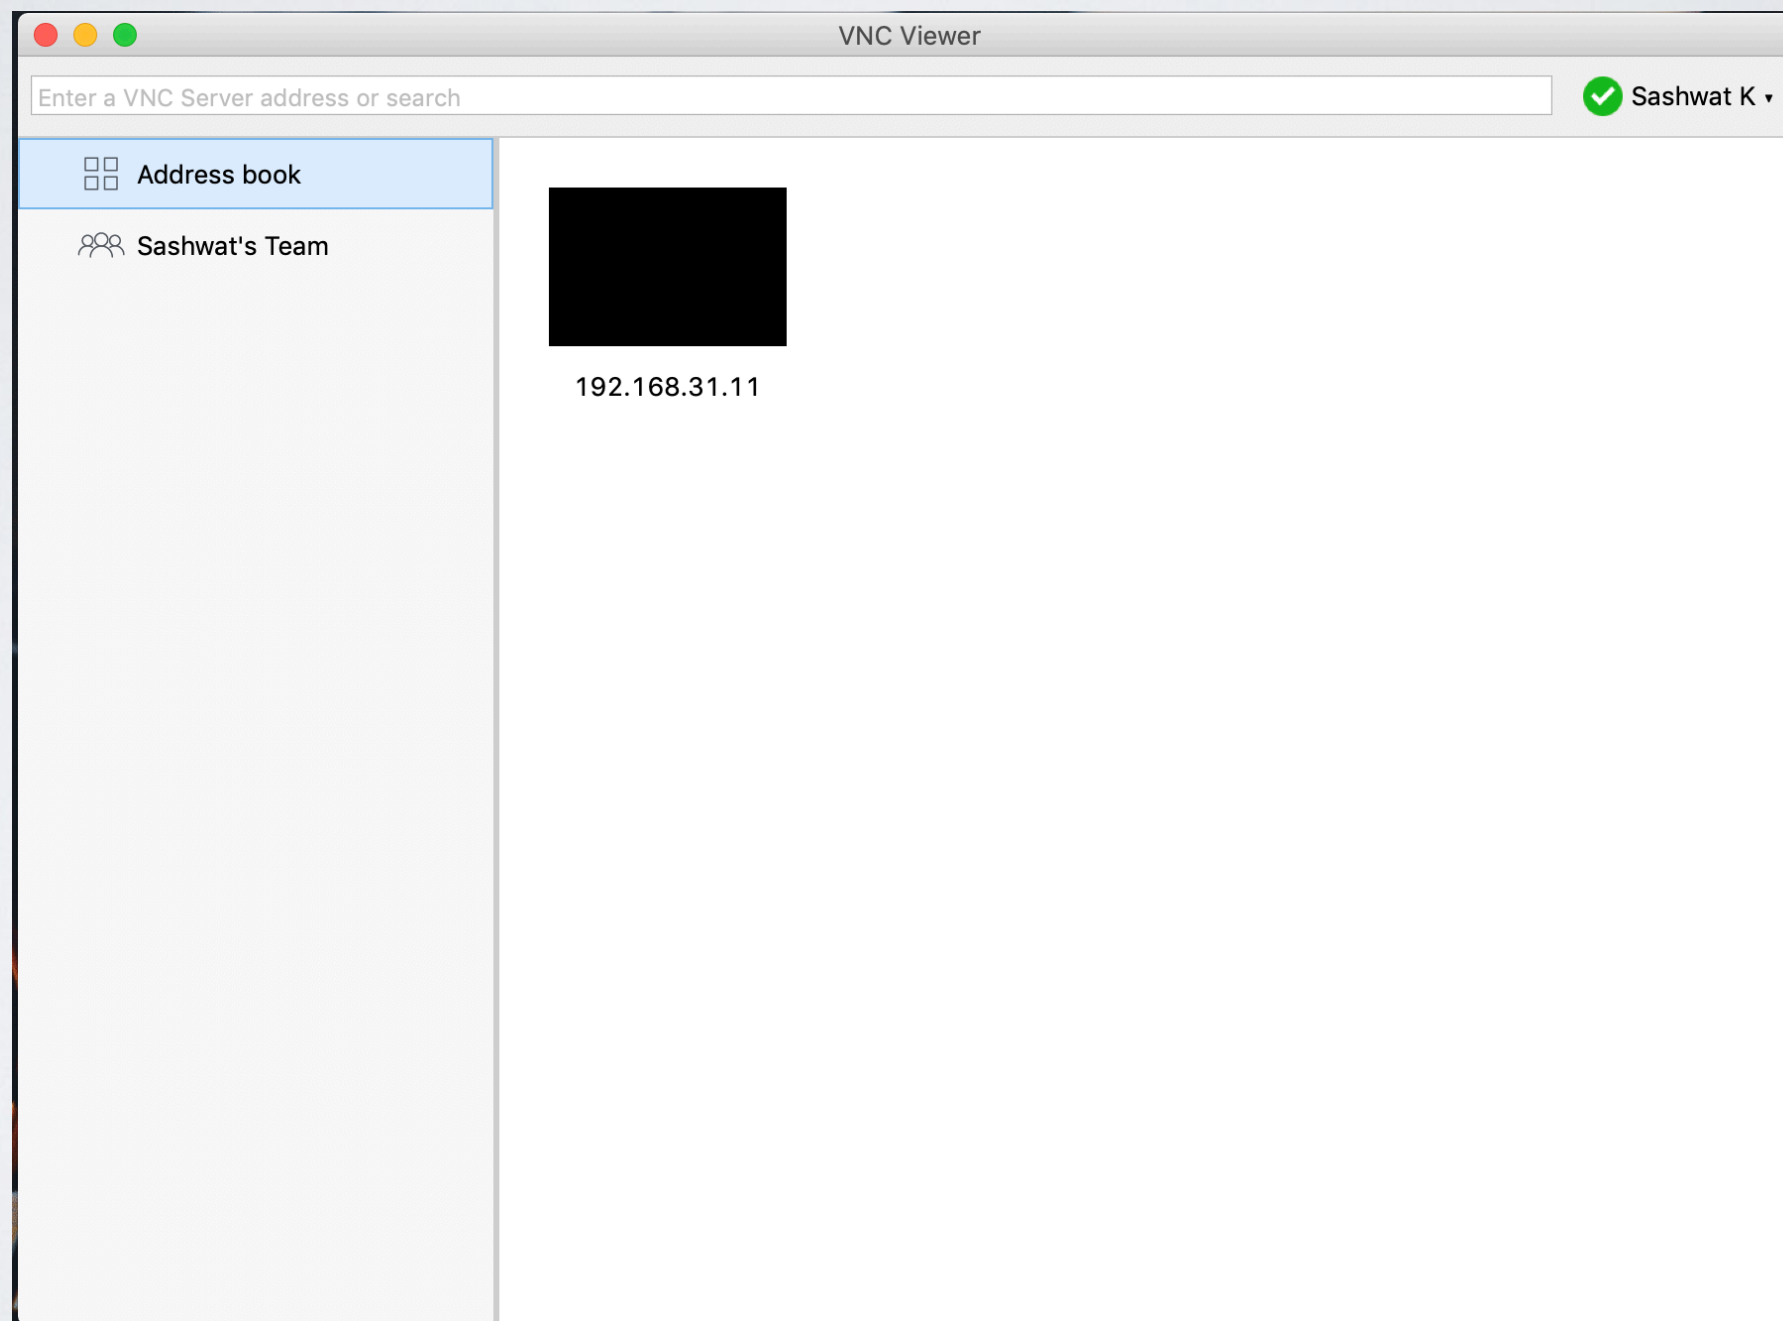 VNC Viewer
Enter a VNC Server address or search
Sashwat K
Address book
Sashwat's Team
192.168.31.11